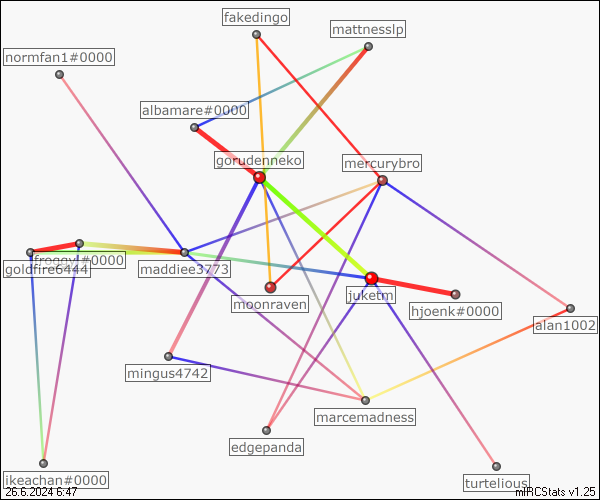 fakedingo
mattnesslp
normfan1#0000
albamare#0000
gorudenneko
mercurybro
froggy!#0000
goldfire6444
maddiee3773
moonraven
juketm
hjoenk#0000
alan1002
mingus4742
marcemadness
edgepanda
ikeachan#0000
turtelious
26.6.2024 6:47
mIRCStats v1.25